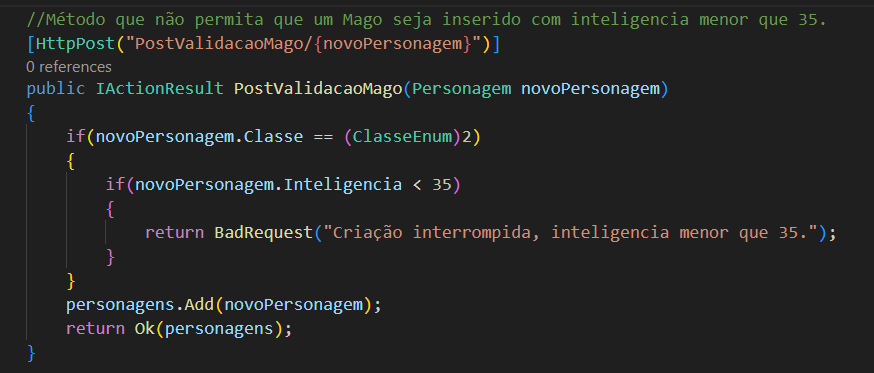 //Método que não permita que um Mago seja inserido com inteligencia menor que 35.
[HttpPost("PostValidacaoMago/{novoPersonagem}")]
0 references
public IActionResult PostValidacaoMago(Personagem novoPersonagem)
{
    if(novoPersonagem.Classe == (ClasseEnum)2)
    {
        if(novoPersonagem.Inteligencia < 35)
        {
            return BadRequest("Criação interrompida, inteligencia menor que 35.");
        }
    }
    personagens.Add(novoPersonagem);
    return Ok(personagens);
}